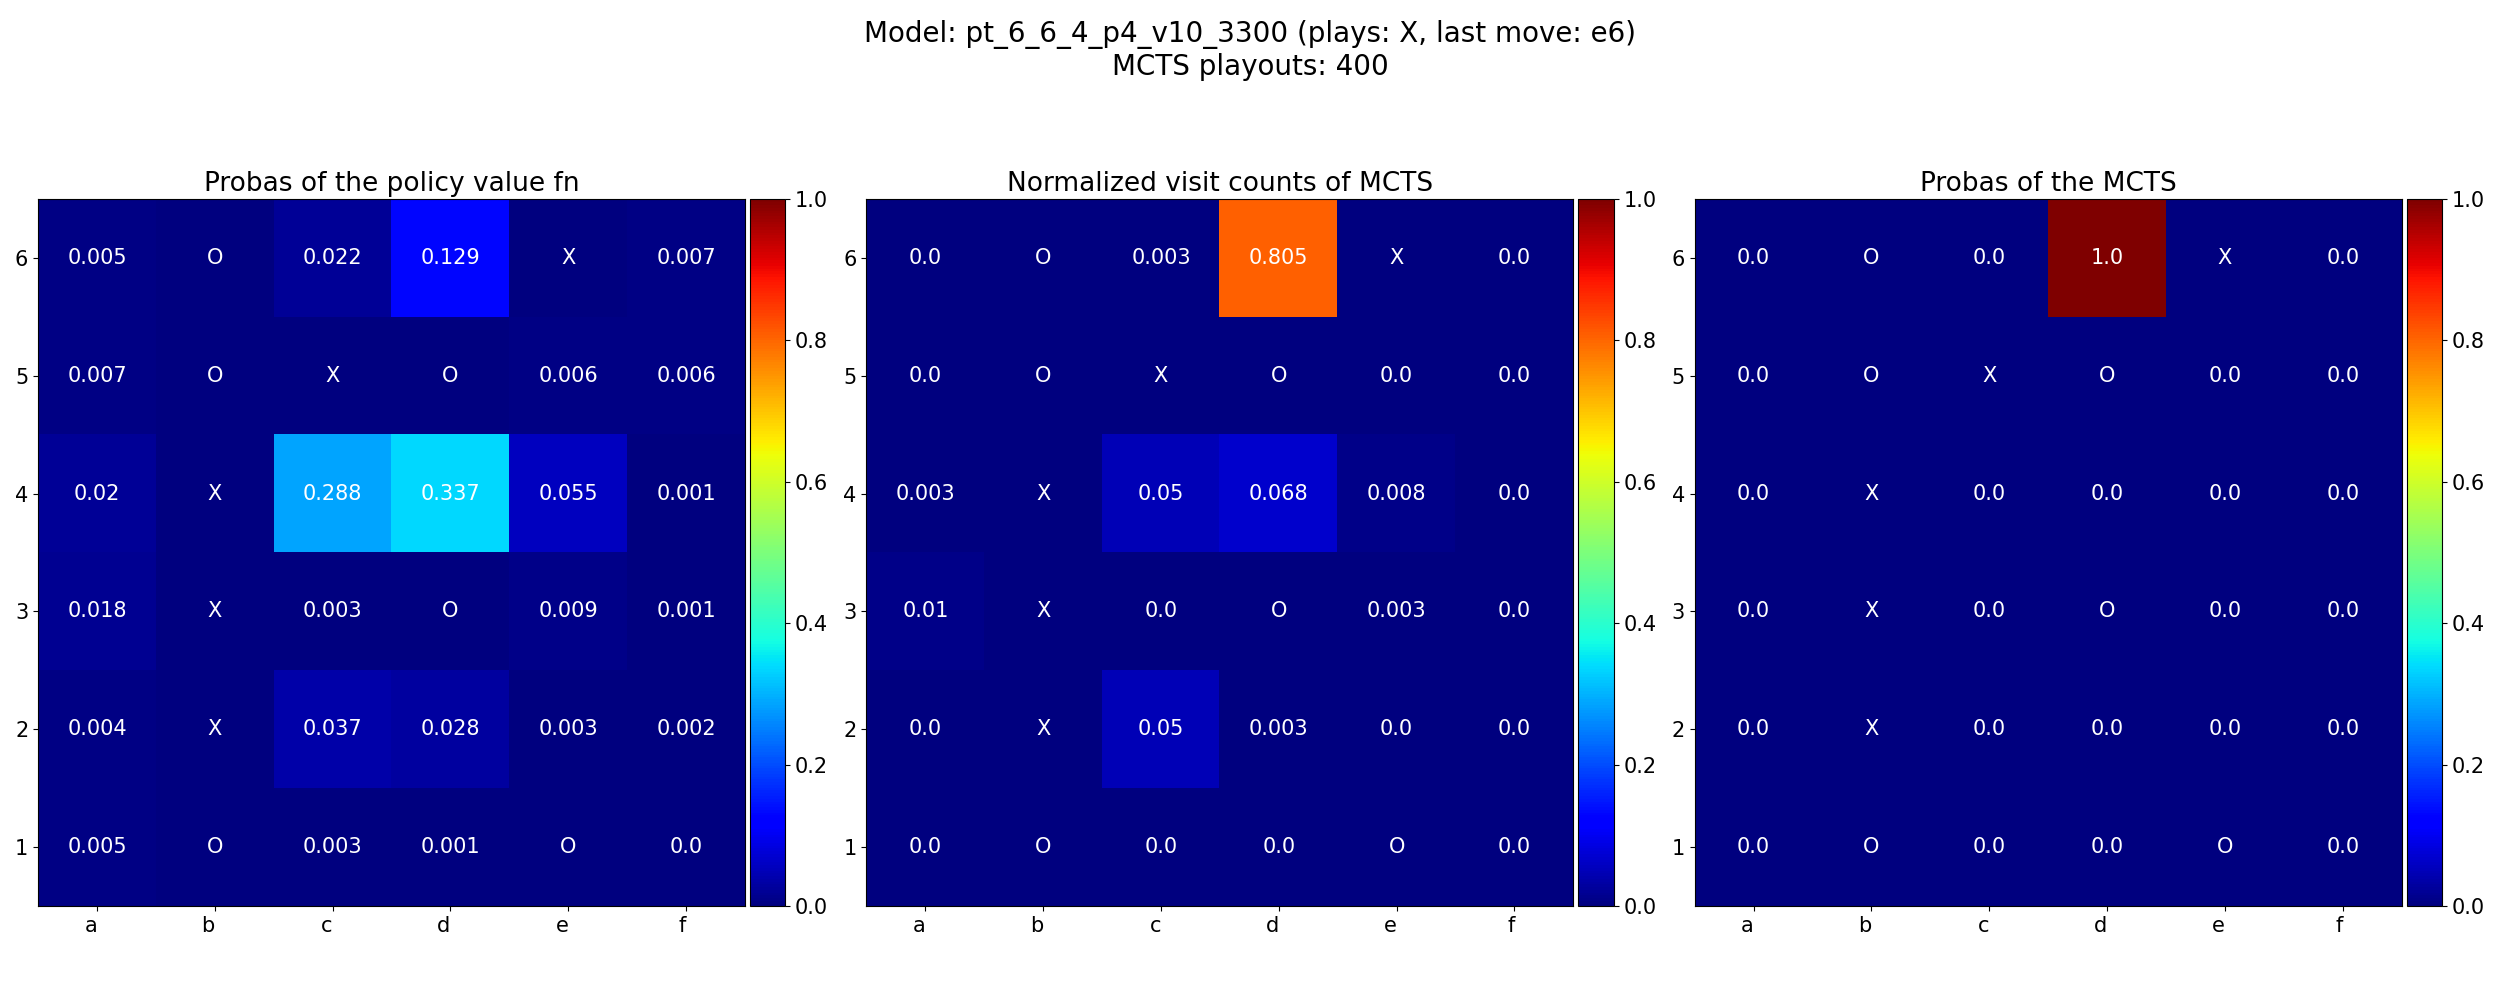 Model: pt_6_6_4_p4_v10_3300 (plays: X, last move: e6)
MCTS playouts: 400
Probas of the policy value fn
1.0
6 0.005 O 0.022 0.129 X 0.007
0.8
5 0.007 O X O 0.006 0.006
0.6
4 0.02 X 0.288 0.337 0.055 0.001
0.4
3 0.018 X 0.003 O 0.009 0.001
2 0.004 X 0.037 0.028 0.003 0.002
0.2
1 0.005 O 0.003 0.001 O 0.0
0.0
a b c d e f
Normalized visit counts of MCTS
1.0
6 0.0 O 0.003 0.805 X 0.0
0.8
5 0.0 O X O 0.0 0.0
0.6
4 0.003 X 0.05 0.068 0.008 0.0
0.4
3 0.01 X 0.0 O 0.003 0.0
2 0.0 X 0.05 0.003 0.0 0.0
0.2
1 0.0 O 0.0 0.0 O 0.0
0.0
a b c d e f
Probas of the MCTS
1.0
6 0.0 O 0.0 1.0 X 0.0
0.8
5 0.0 O X O 0.0 0.0
0.6
4 0.0 X 0.0 0.0 0.0 0.0
0.4
3 0.0 X 0.0 O 0.0 0.0
2 0.0 X 0.0 0.0 0.0 0.0
0.2
1 0.0 O 0.0 0.0 O 0.0
0.0
a b c d e f